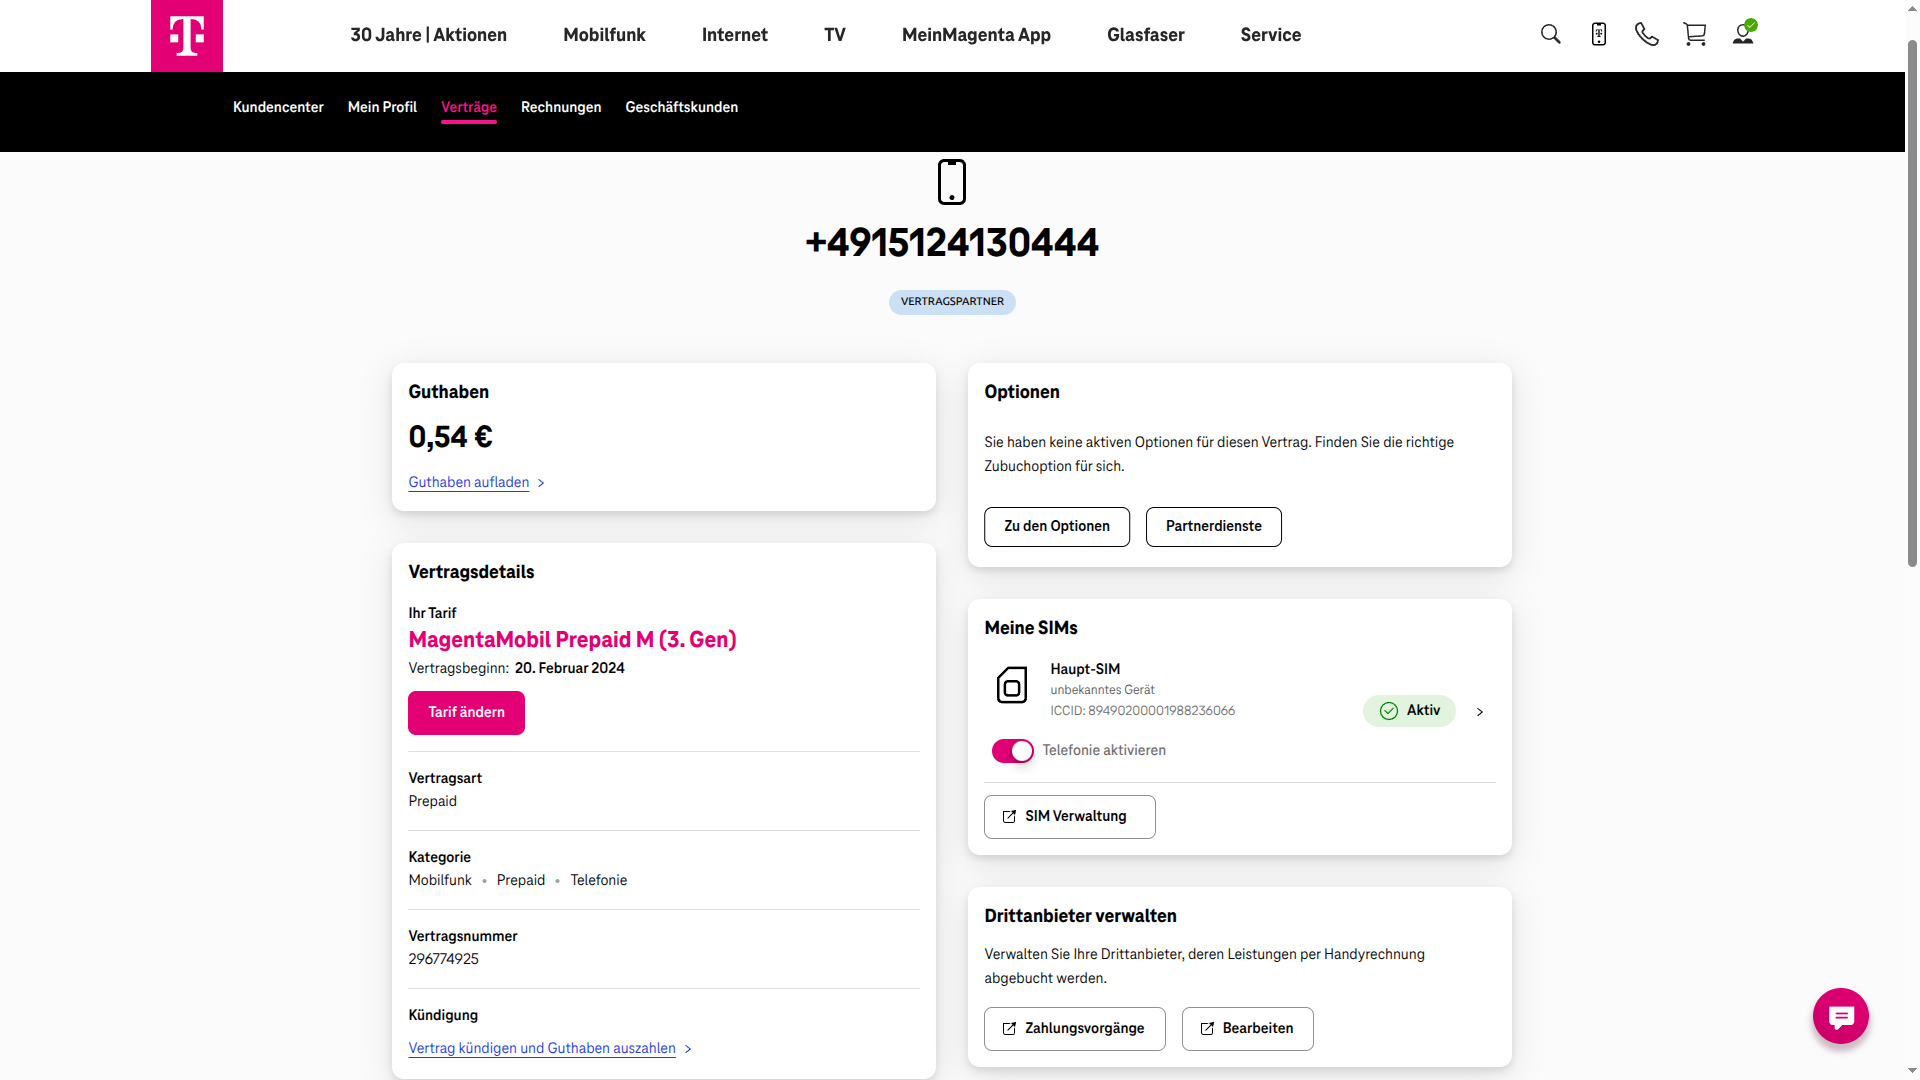 T
30 Jahre | Aktionen
Mobilfunk
Internet
TV
MeinMagenta App
Glasfaser
Service
Kundencenter
Mein Profil
Verträge
Rechnungen
Geschäftskunden
+4915124130444
VERTRAGSPARTNER
Guthaben
0,54 €
Guthaben aufladen
Vertragsdetails
Ihr Tarif
MagentaMobil Prepaid M (3. Gen)
Vertragsbeginn: 20. Februar 2024
Tarif ändern
Vertragsart
Prepaid
Kategorie
Mobilfunk • Prepaid • Telefonie
Vertragsnummer
296774925
Kündigung
Vertrag kündigen und Guthaben auszahlen
Optionen
Sie haben keine aktiven Optionen für diesen Vertrag. Finden Sie die richtige
Zubuchoption für sich.
Zu den Optionen
Partnerdienste
Meine SIMs
Haupt-SIM
unbekanntes Gerät
ICCID: 89490200001988236066
Aktiv
Telefonie aktivieren
SIM Verwaltung
Drittanbieter verwalten
Verwalten Sie Ihre Drittanbieter, deren Leistungen per Handyrechnung
abgebucht werden.
Zahlungsvorgänge
Bearbeiten